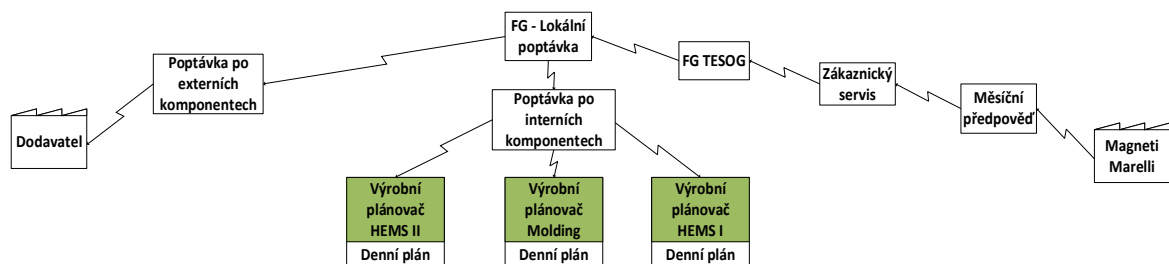 FG - Lokální
poptávka
Poptávka po
externích
komponentech
FG TESOG
Zákaznický
servis
Měsíční
předpověď
Dodavatel
Poptávka po
interních
komponentech
Magneti
Marelli
Výrobní
plánovač
HEMS II
Denní plán
Výrobní
plánovač
Molding
Denní plán
Výrobní
plánovač
HEMS I
Denní plán